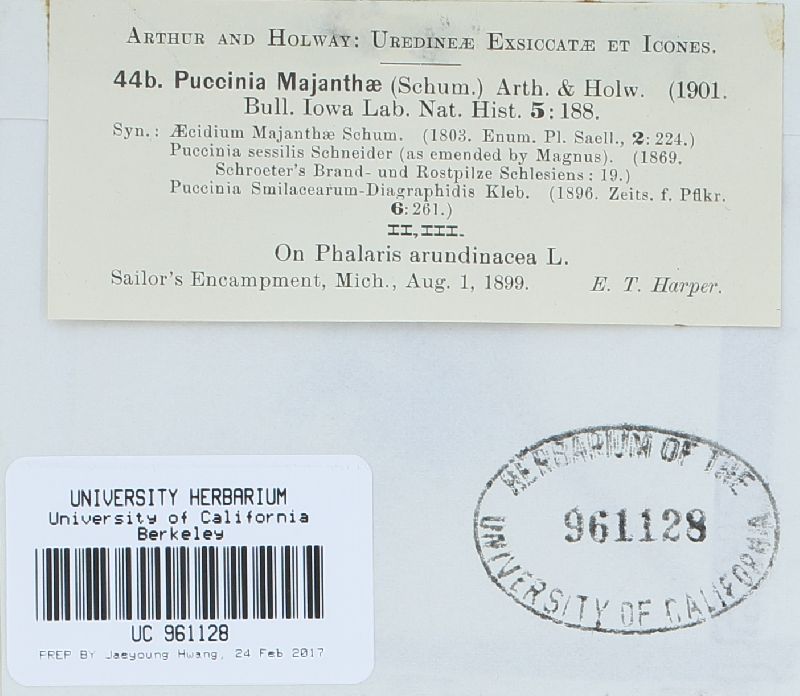 ARTHUR AND HOLWAY: UREDINEÆ EXSICCATÆ ET ICONES.
44b. Puccinia Majanthæ (Schum.) Arth. & Holw. (1901.
Bull. Iowa Lab. Nat. Hist. 5: 188.
Syn.: Æcidium Majanthæ Schum. (1803. Enum. Pl. Saell., 2: 224.)
Puccinia sessilis Schneider (as emended by Magnus). (1869.
Schroeter's Brand- und Rostpilze Schlesiens: 19.)
Puccinia Smilacearum-Diagraphidis Kleb. (1896. Zeits. f. Pflkr.
6: 261.)
II, III.
On Phalaris arundinacea L.
Sailor's Encampment, Mich., Aug. 1, 1899. E. T. Harper.
HERBARIUM OF THE
961128
UNIVERSITY OF CALIFORNIA
UNIVERSITY HERBARIUM
University of California
Berkeley
UC 961128
PREP BY Jaeyoung Hwang, 24 Feb 2017